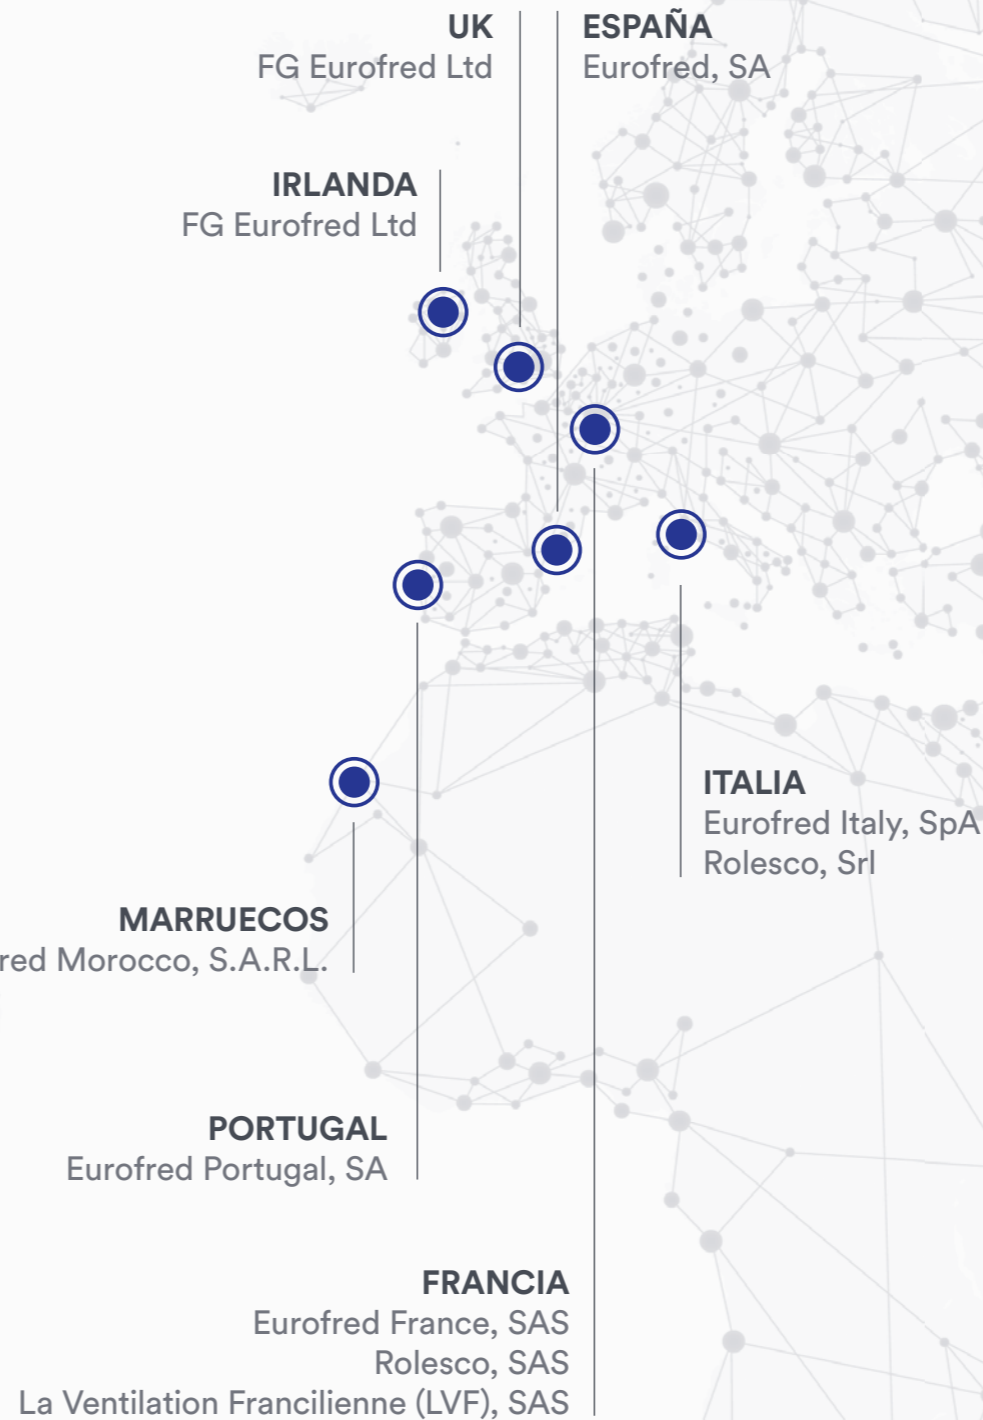 UK
FG Eurofred Ltd
ESPAÑA
Eurofred, SA
IRLANDA
FG Eurofred Ltd
ITALIA
Eurofred Italy, SpA
Rolesco, Srl
MARRUECOS
red Morocco, S.A.R.L.
PORTUGAL
Eurofred Portugal, SA
FRANCIA
Eurofred France, SAS
Rolesco, SAS
La Ventilation Francilienne (LVF), SAS